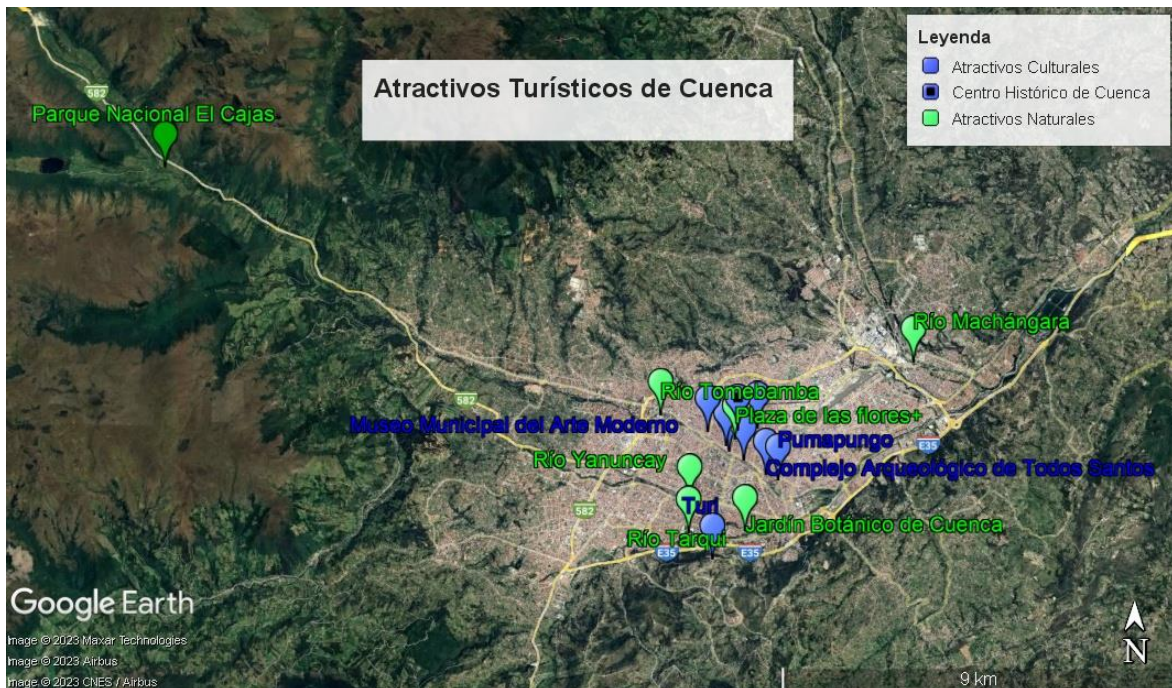 Atractivos Turísticos de Cuenca
Leyenda
Atractivos Culturales
Centro Histórico de Cuenca
Atractivos Naturales
582
Parque Nacional El Cajas
Río Machángara
Río Tomebamba
582
Plaza de las flores+
Museo Municipal del Arte Moderno
Pumapungo
E35
Río Yanuncay
Complejo Arqueológico de Todos Santos
Turi
582
Jardín Botánico de Cuenca
Río Tarqui
E35
E35
Google Earth
Image © 2023 Maxar Technologies
Image © 2023 Airbus
Image © 2023 CNES / Airbus
N
9 km